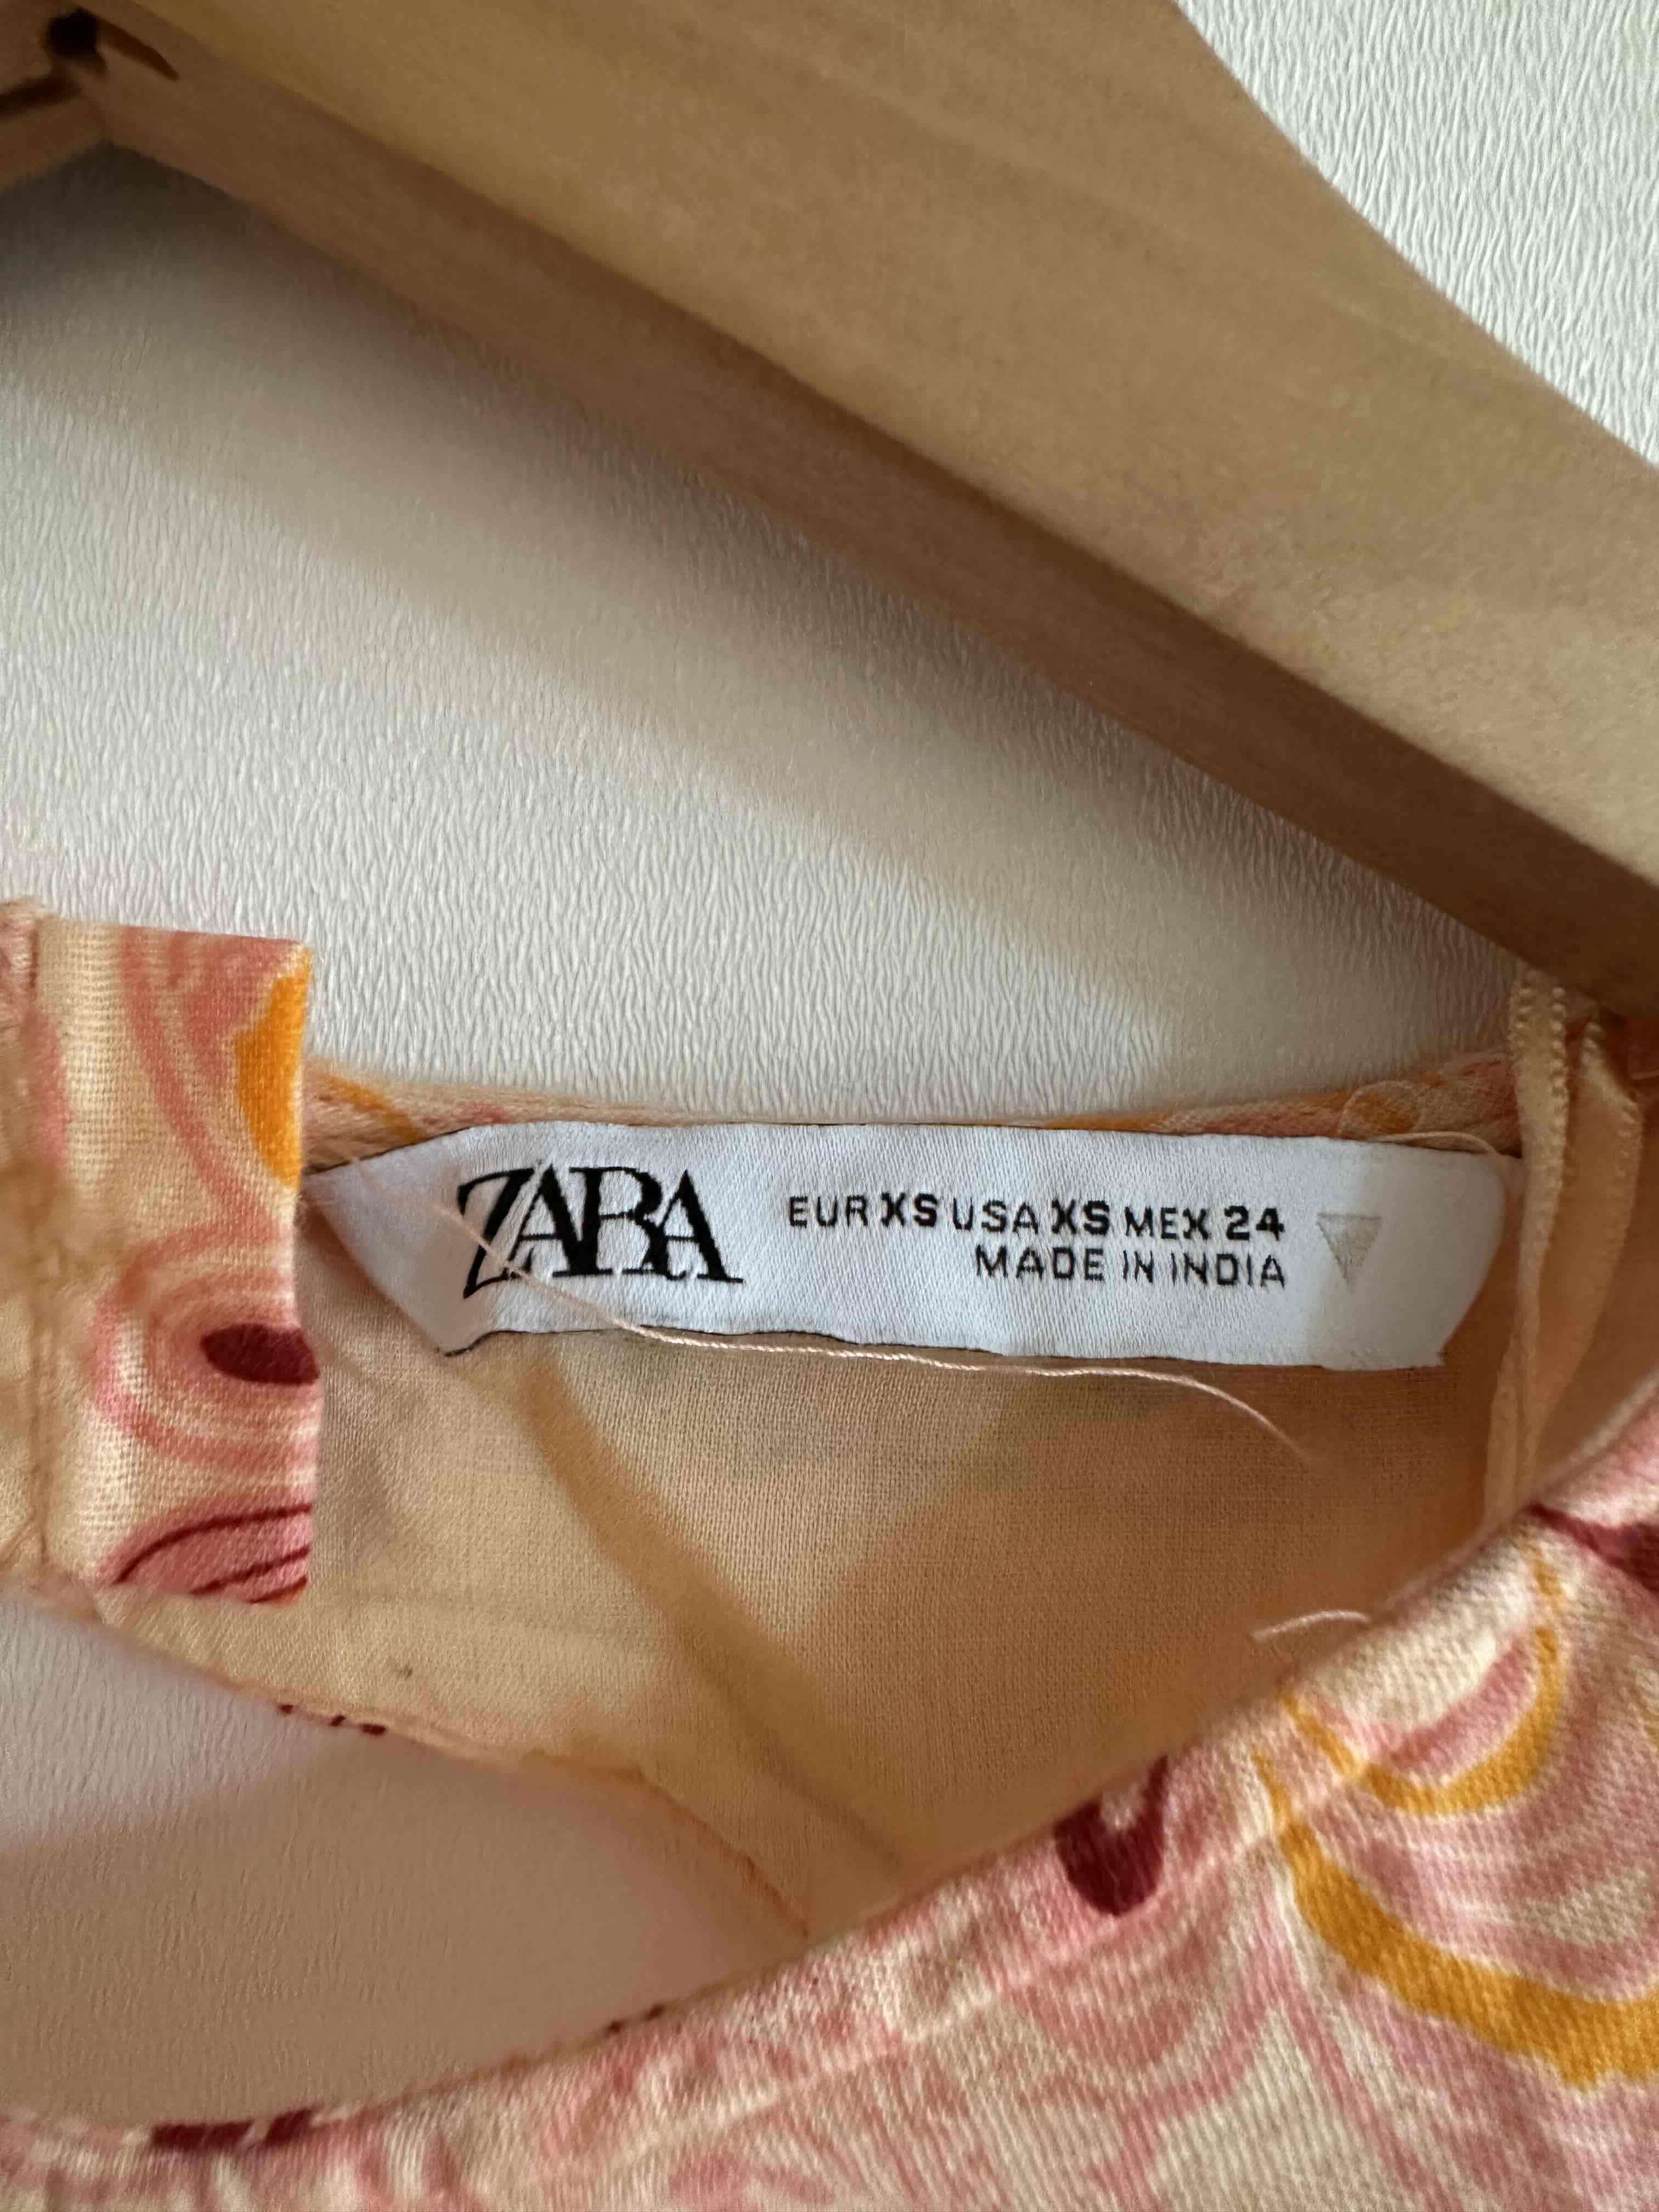 ZARA
EUR XS USA XS MEX 24
MADE IN INDIA